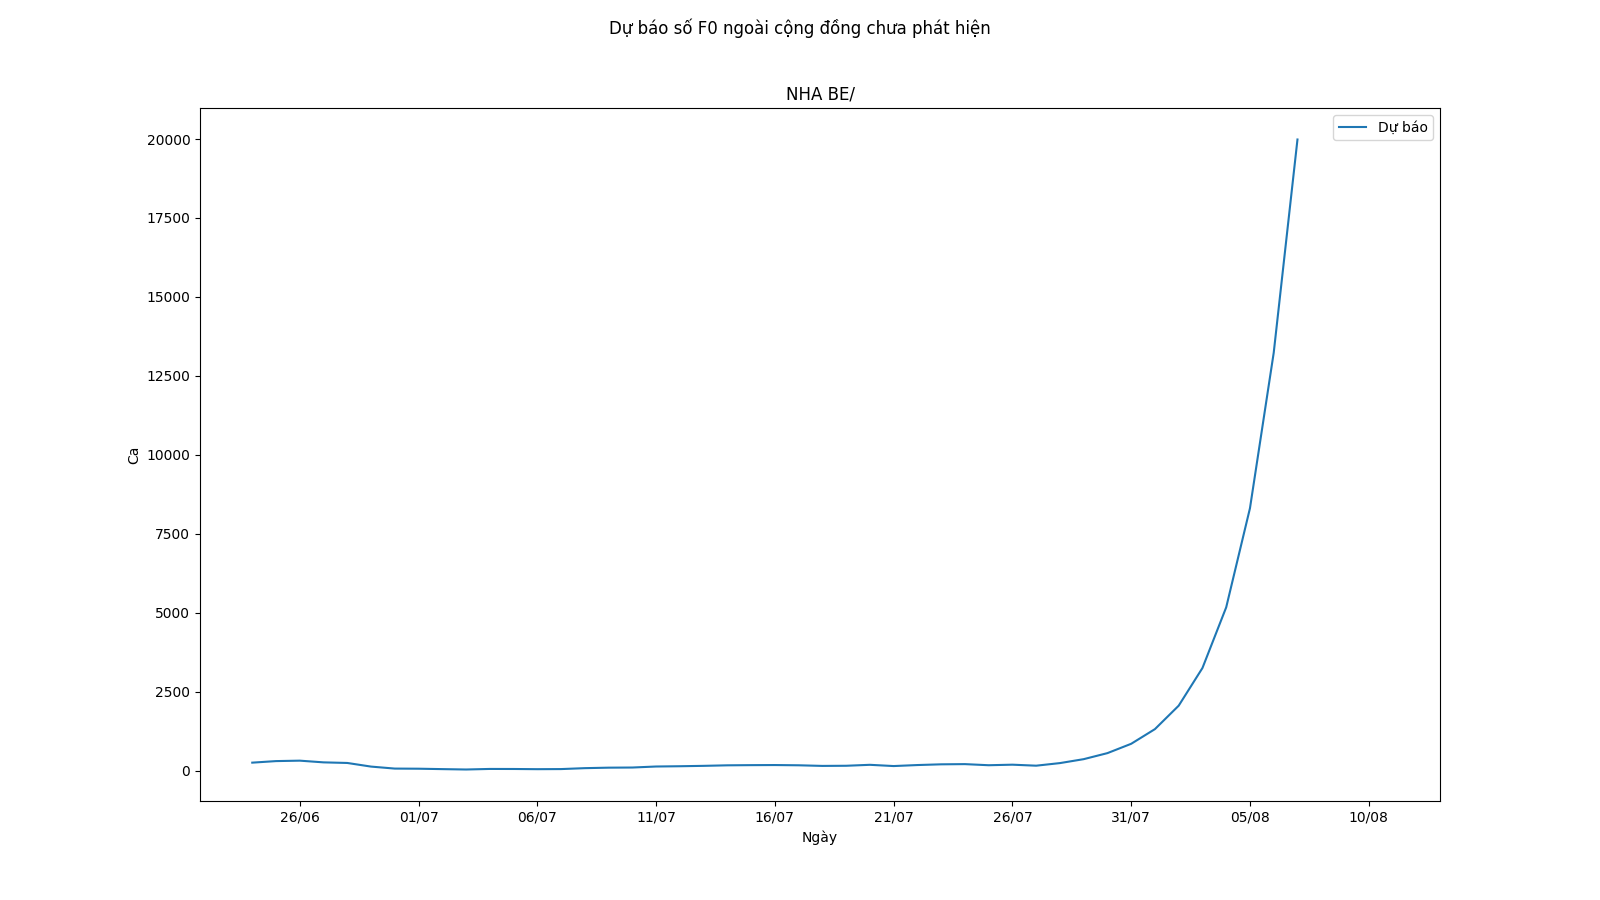 Dự báo số F0 ngoài cộng đồng chưa phát hiện
NHA BE/
Dự báo
20000
17500
15000
12500
10000
7500
5000
2500
0
Ca
26/06 01/07 06/07 11/07 16/07 21/07 26/07 31/07 05/08 10/08
Ngày